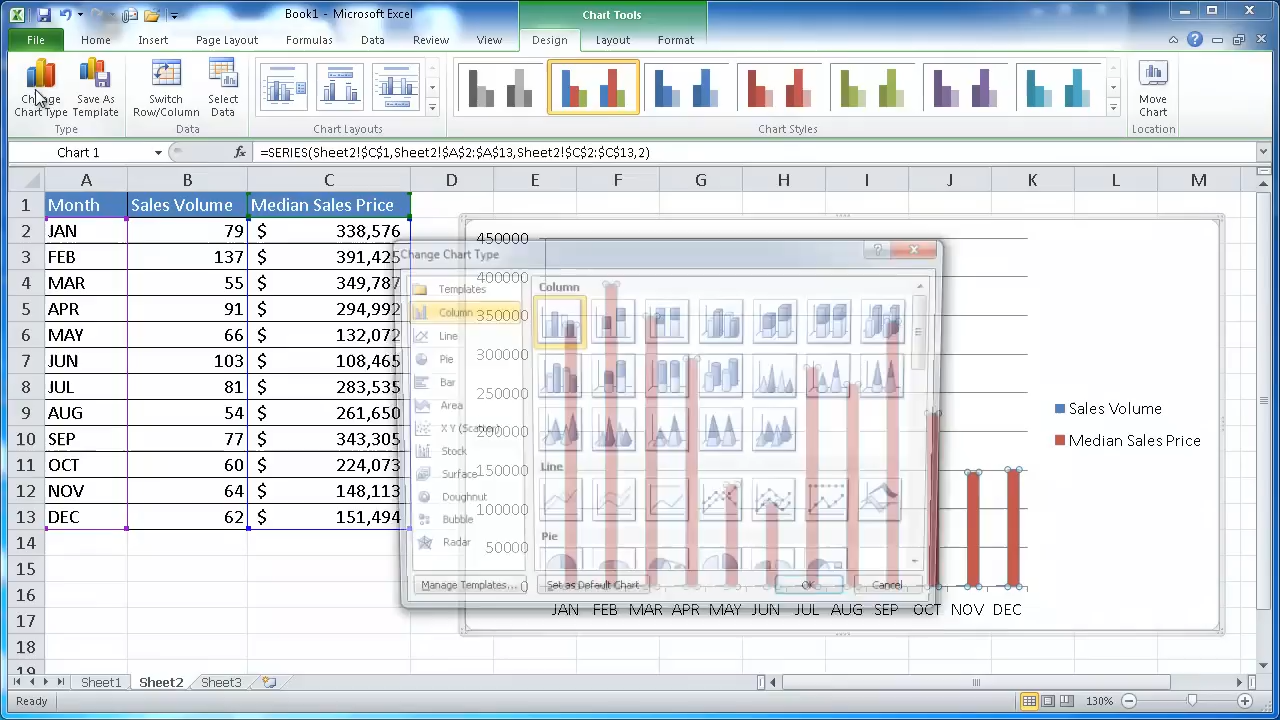 Book1 - Microsoft Excel
Chart Tools
File Home Insert Page Layout Formulas Data Review View Design Layout Format
Change Chart Type
Save As Template
Switch Row/Column
Select Data
Move Chart
Type
Data
Chart Layouts
Chart Styles
Location
Chart 1
fx
=SERIES(Sheet2!$C$1,Sheet2!$A$2:$A$13,Sheet2!$C$2:$C$13,2)
A B C D E F G H I J K L M
1 Month Sales Volume Median Sales Price
2 JAN 79 $ 338,576
3 FEB 137 $ 391,425
4 MAR 55 $ 349,787
5 APR 91 $ 294,992
6 MAY 66 $ 132,072
7 JUN 103 $ 108,465
8 JUL 81 $ 283,535
9 AUG 54 $ 261,650
10 SEP 77 $ 343,305
11 OCT 60 $ 224,073
12 NOV 64 $ 148,113
13 DEC 62 $ 151,494
14
15
16
17
18
19
450000
400000
350000
300000
250000
200000
150000
100000
50000
0
JAN FEB MAR APR MAY JUN JUL AUG SEP OCT NOV DEC
Sales Volume
Median Sales Price
Change Chart Type
Templates
Column
Line
Pie
Bar
Area
X Y (Scatter)
Stock
Surface
Doughnut
Bubble
Radar
Column
Line
Pie
Manage Templates...
Set as Default Chart
OK
Cancel
Sheet1 Sheet2 Sheet3
Ready
130%